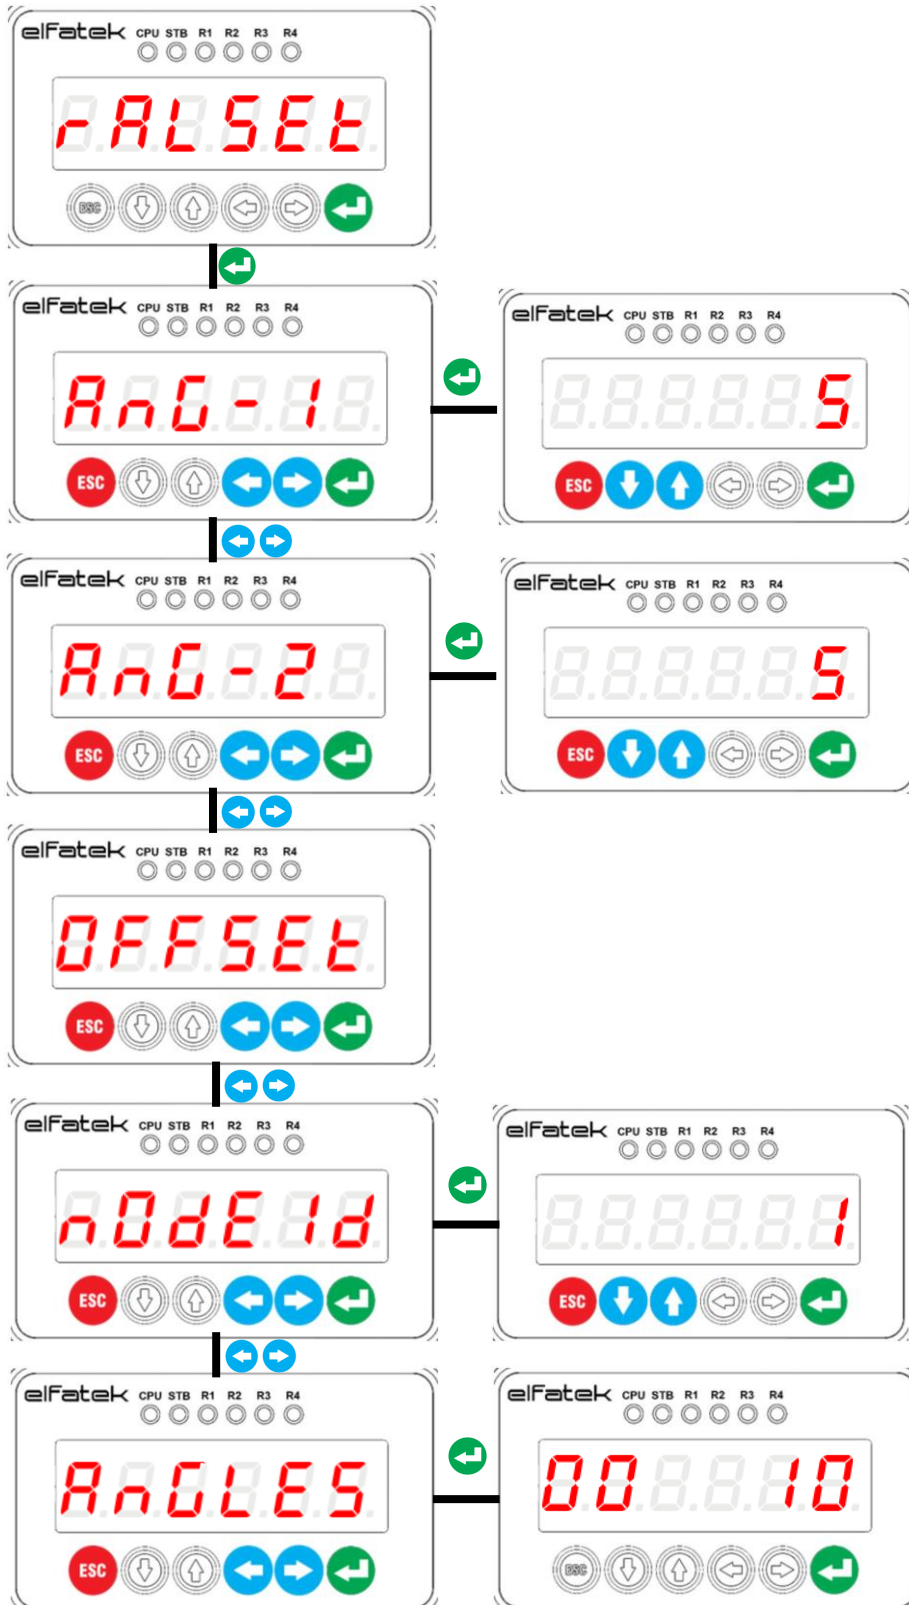 elFatek CPU STB R1 R2 R3 R4
rALSEt
ESC
elFatek CPU STB R1 R2 R3 R4
AnG-1
ESC
elFatek CPU STB R1 R2 R3 R4
5
ESC
elFatek CPU STB R1 R2 R3 R4
AnG-2
ESC
elFatek CPU STB R1 R2 R3 R4
5
ESC
elFatek CPU STB R1 R2 R3 R4
OFFSEt
ESC
elFatek CPU STB R1 R2 R3 R4
nOdE Id
ESC
elFatek CPU STB R1 R2 R3 R4
1
ESC
elFatek CPU STB R1 R2 R3 R4
AnGLES
ESC
elFatek CPU STB R1 R2 R3 R4
00 10
ESC